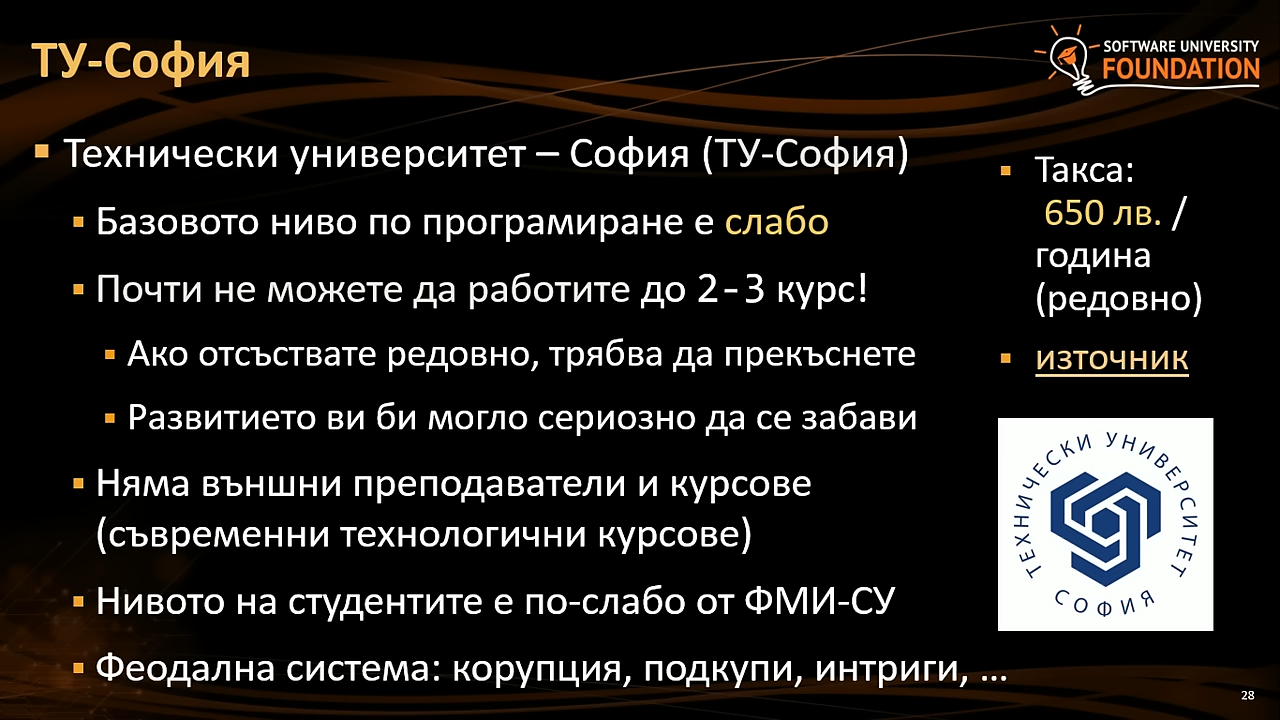 ТУ-София
SOFTWARE UNIVERSITY
FOUNDATION
Технически университет – София (ТУ-София)
Базовото ниво по програмиране е слабо
Почти не можете да работите до 2-3 курс!
Ако отсъствате редовно, трябва да прекъснете
Развитието ви би могло сериозно да се забави
Няма външни преподаватели и курсове
(съвременни технологични курсове)
Нивото на студентите е по-слабо от ФМИ-СУ
Феодална система: корупция, подкупи, интриги, ...
Такса:
650 лв. /
година
(редовно)
източник
ТЕХНИЧЕСКИ УНИВЕРСИТЕТ
СОФИЯ
28